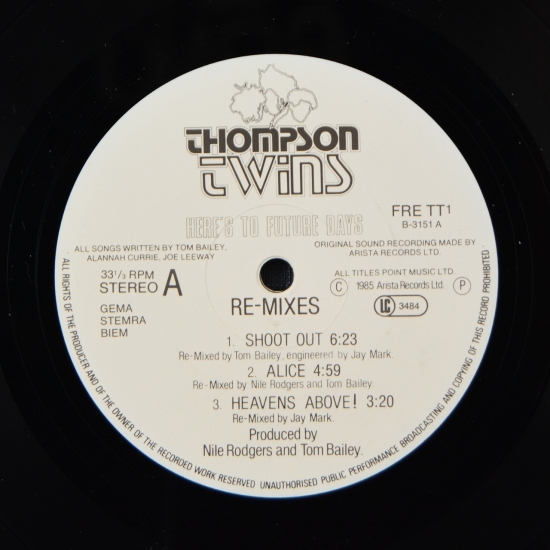 THOMPSON
TWINS
HERE'S TO FUTURE DAYS
FRE TT1
B-3151 A
ALL SONGS WRITTEN BY TOM BAILEY,
ALANNAH CURRIE, JOE LEEWAY
ORIGINAL SOUND RECORDING MADE BY
ARISTA RECORDS LTD.
33 1/3 RPM
STEREO A
GEMA
STEMRA
BIEM
ALL TITLES POINT MUSIC LTD
Ⓒ 1985 Arista Records Ltd. LC 3484 Ⓟ
RE-MIXES
1. SHOOT OUT 6:23
Re-Mixed by Tom Bailey, engineered by Jay Mark.
2. ALICE 4:59
Re-Mixed by Nile Rodgers and Tom Bailey.
3. HEAVENS ABOVE! 3:20
Re-Mixed by Jay Mark.
Produced by
Nile Rodgers and Tom Bailey.
ALL RIGHTS OF THE PRODUCER AND OF THE OWNER OF THE RECORDED WORK RESERVED UNAUTHORISED PUBLIC PERFORMANCE BROADCASTING AND COPYING OF THIS RECORD PROHIBITED